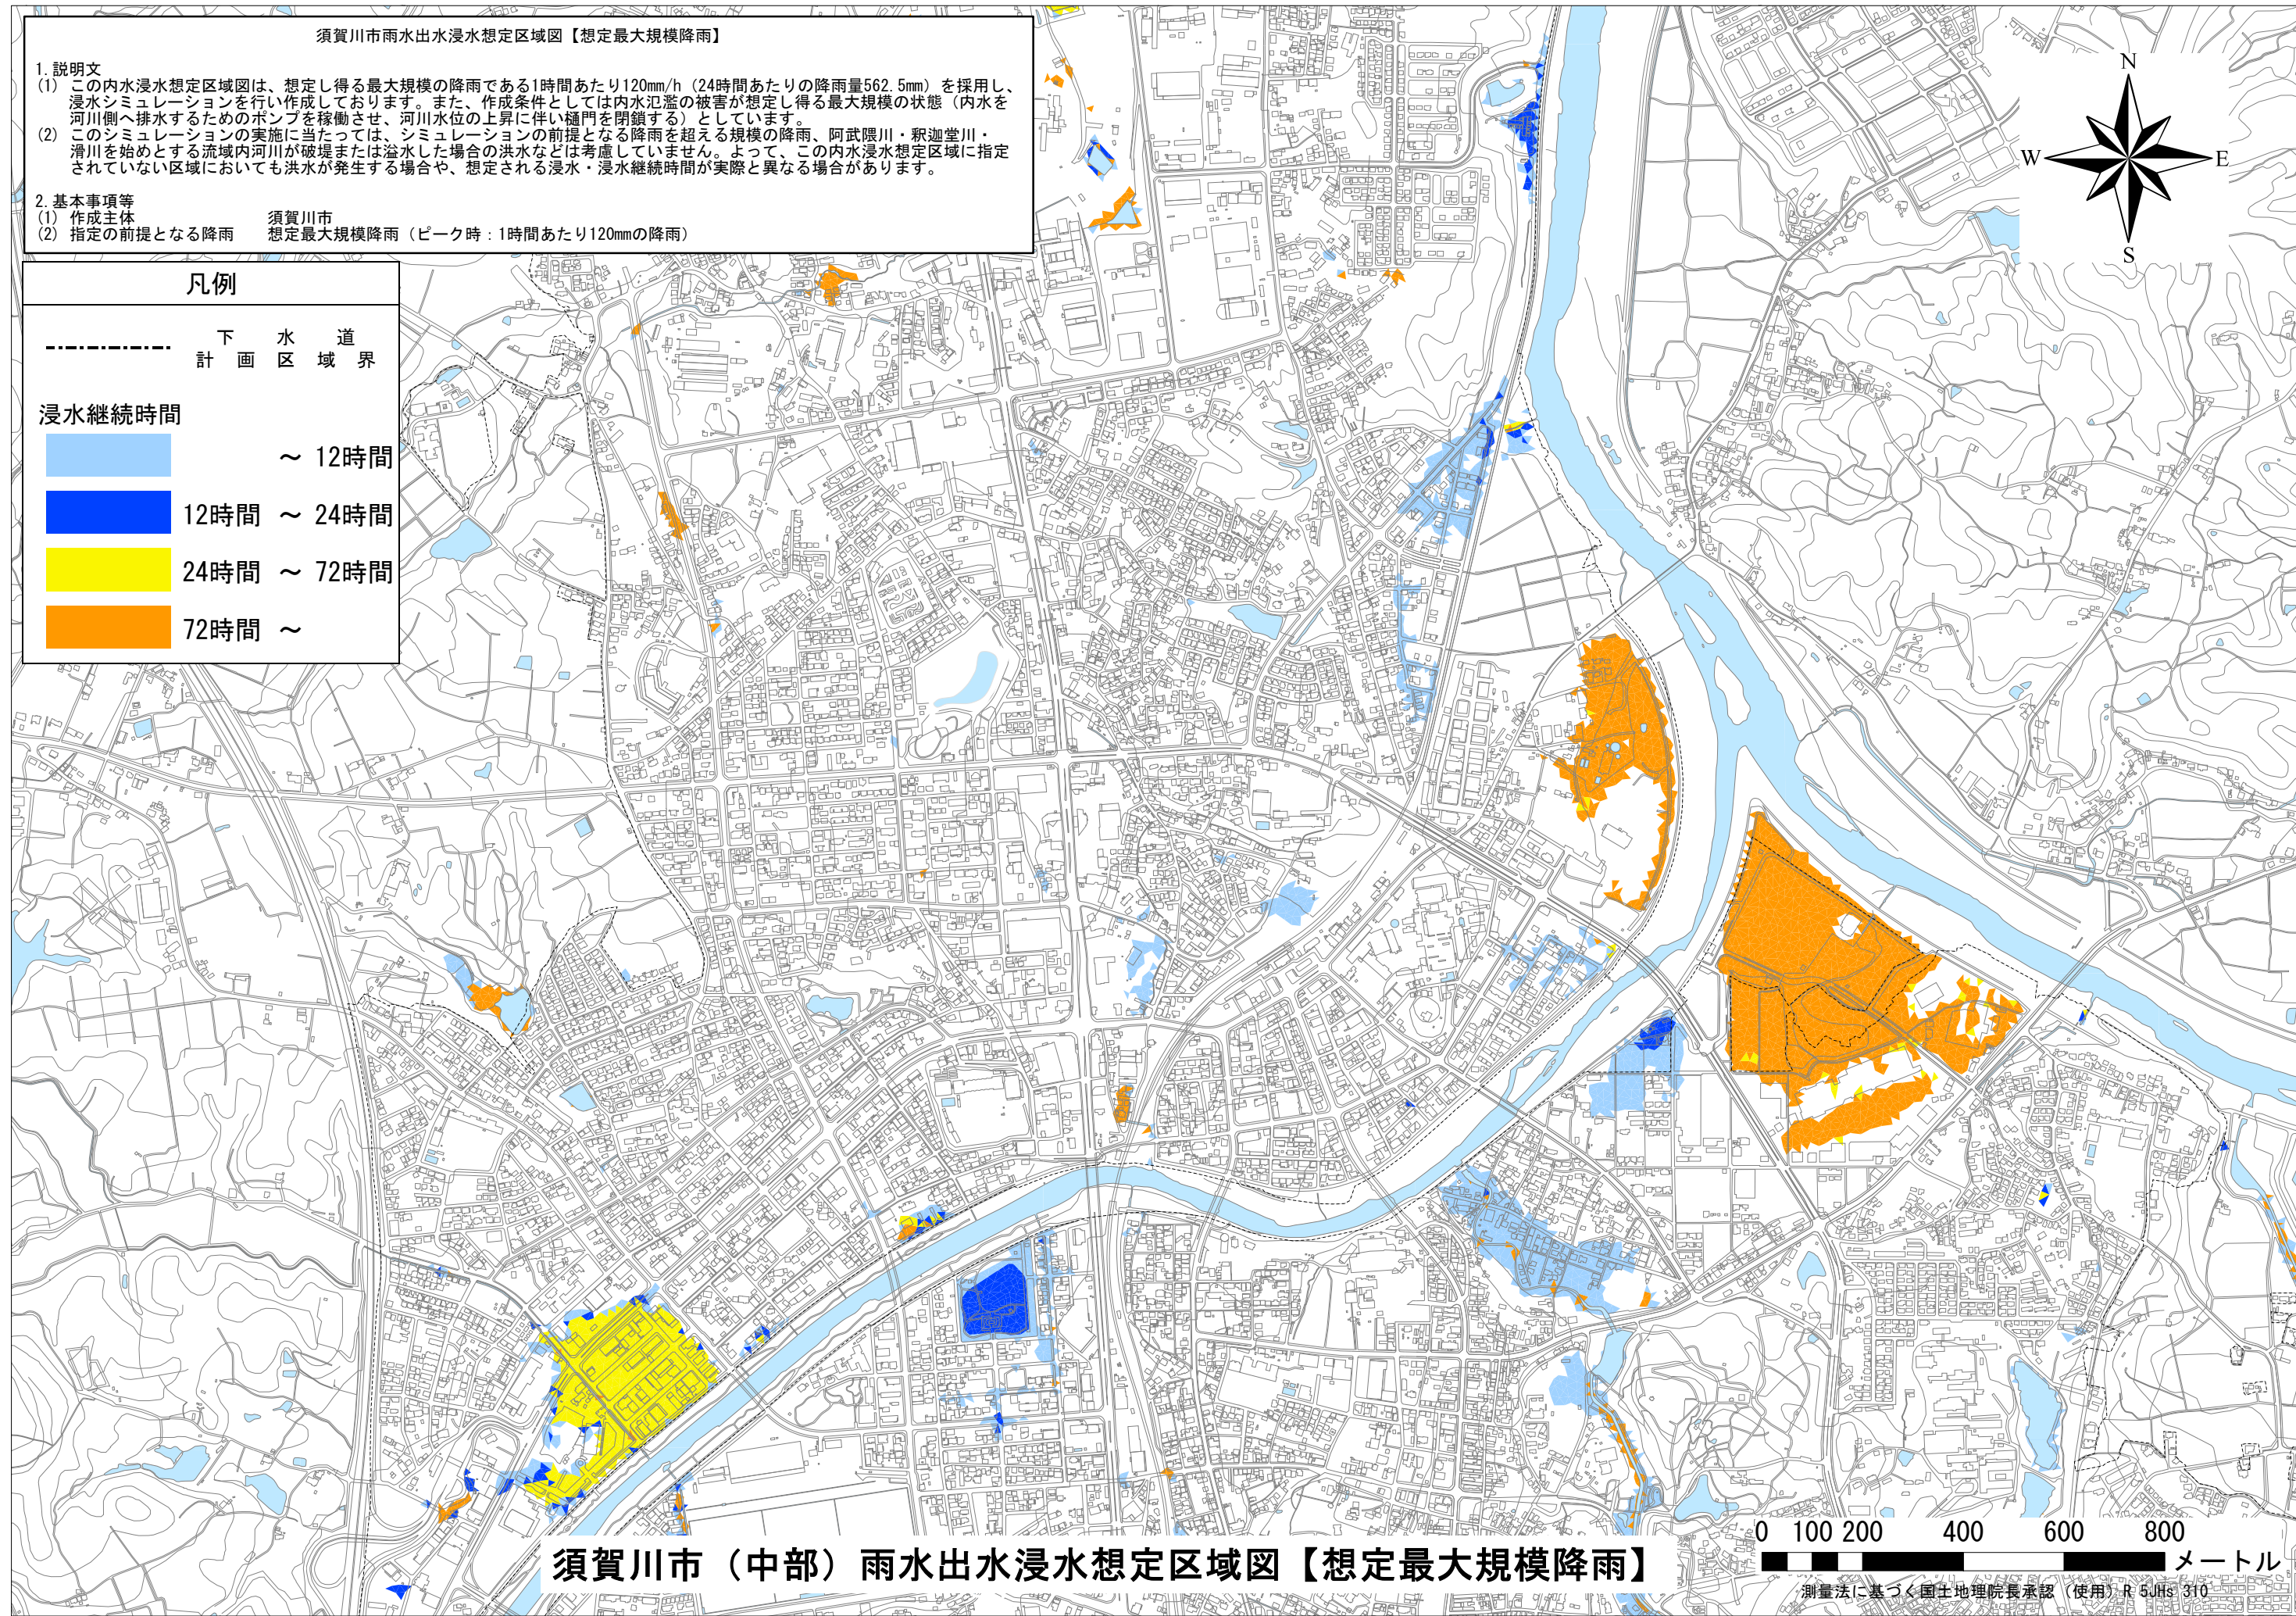 須賀川市雨水出水浸水想定区域図【想定最大規模降雨】
1.説明文
(1) この内水浸水想定区域図は、想定し得る最大規模の降雨である1時間あたり120mm/h（24時間あたりの降雨量562.5mm）を採用し、
浸水シミュレーションを行い作成しております。また、作成条件としては内水氾濫の被害が想定し得る最大規模の状態（内水を
河川側へ排水するためのポンプを稼働させ、河川水位の上昇に伴い樋門を閉鎖する）としています。
(2) このシミュレーションの実施に当たっては、シミュレーションの前提となる降雨を超える規模の降雨、阿武隈川・釈迦堂川・
滑川を始めとする流域内河川が破堤または溢水した場合の洪水などは考慮していません。よって、この内水浸水想定区域に指定
されていない区域においても洪水が発生する場合や、想定される浸水・浸水継続時間が実際と異なる場合があります。
2.基本事項等
(1) 作成主体 須賀川市
(2) 指定の前提となる降雨 想定最大規模降雨（ピーク時：1時間あたり120mmの降雨）
N
W E
S
凡例
下水道
計画区域界
浸水継続時間
～ 12時間
12時間 ～ 24時間
24時間 ～ 72時間
72時間 ～
須賀川市（中部）雨水出水浸水想定区域図【想定最大規模降雨】
0 100 200 400 600 800
メートル
測量法に基づく国土地理院長承認（使用）R 5JHs 310